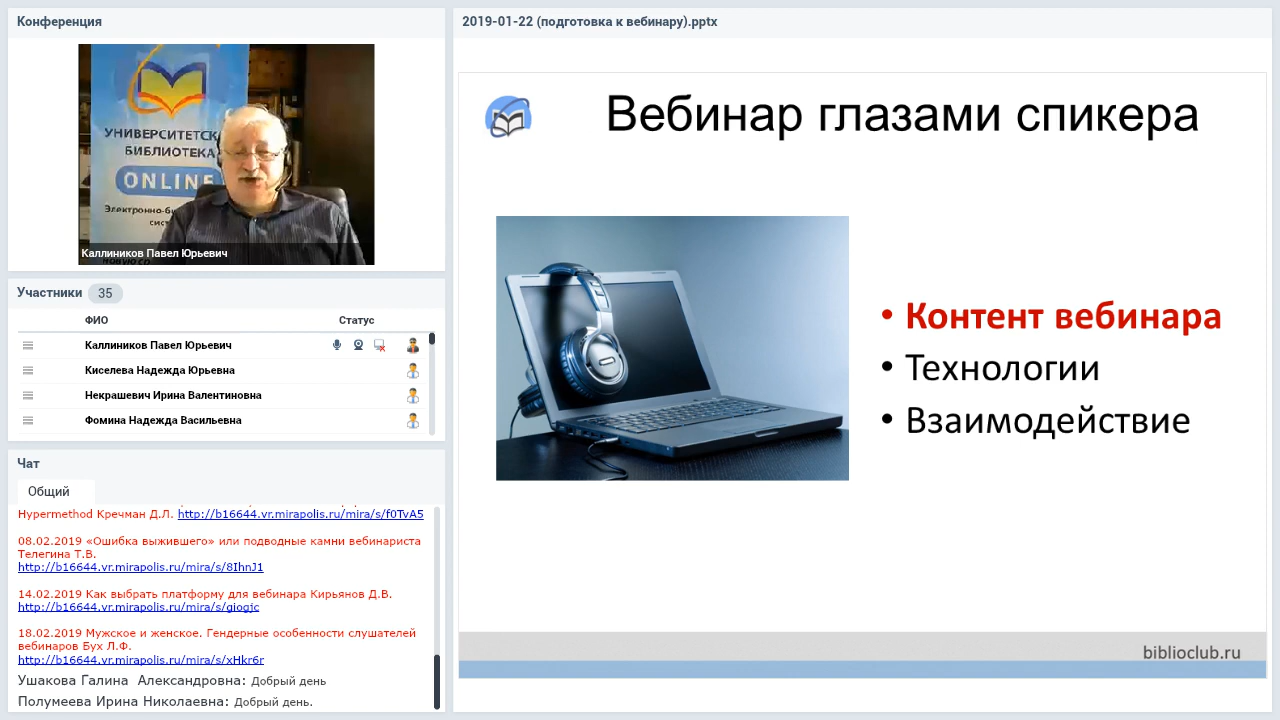 Конференция
УНИВЕРСИТЕТСК
БИБЛИОТЕКА
ONLINE
Каллиников Павел Юрьевич
Участники 35
ФИО Статус
Каллиников Павел Юрьевич
Киселева Надежда Юрьевна
Некрашевич Ирина Валентиновна
Фомина Надежда Васильевна
Чат
Общий
Hypermethod Кречман Д.Л. http://b16644.vr.mirapolis.ru/mira/s/f0TvA5
08.02.2019 «Ошибка выжившего» или подводные камни вебинариста
Телегина Т.В.
http://b16644.vr.mirapolis.ru/mira/s/8IhnJ1
14.02.2019 Как выбрать платформу для вебинара Кирьянов Д.В.
http://b16644.vr.mirapolis.ru/mira/s/giogjc
18.02.2019 Мужское и женское. Гендерные особенности слушателей
вебинаров Бух Л.Ф.
http://b16644.vr.mirapolis.ru/mira/s/xHkr6r
Ушакова Галина Александровна: Добрый день
Полумеева Ирина Николаевна: Добрый день.
2019-01-22 (подготовка к вебинару).pptx
Вебинар глазами спикера
• Контент вебинара
• Технологии
• Взаимодействие
biblioclub.ru